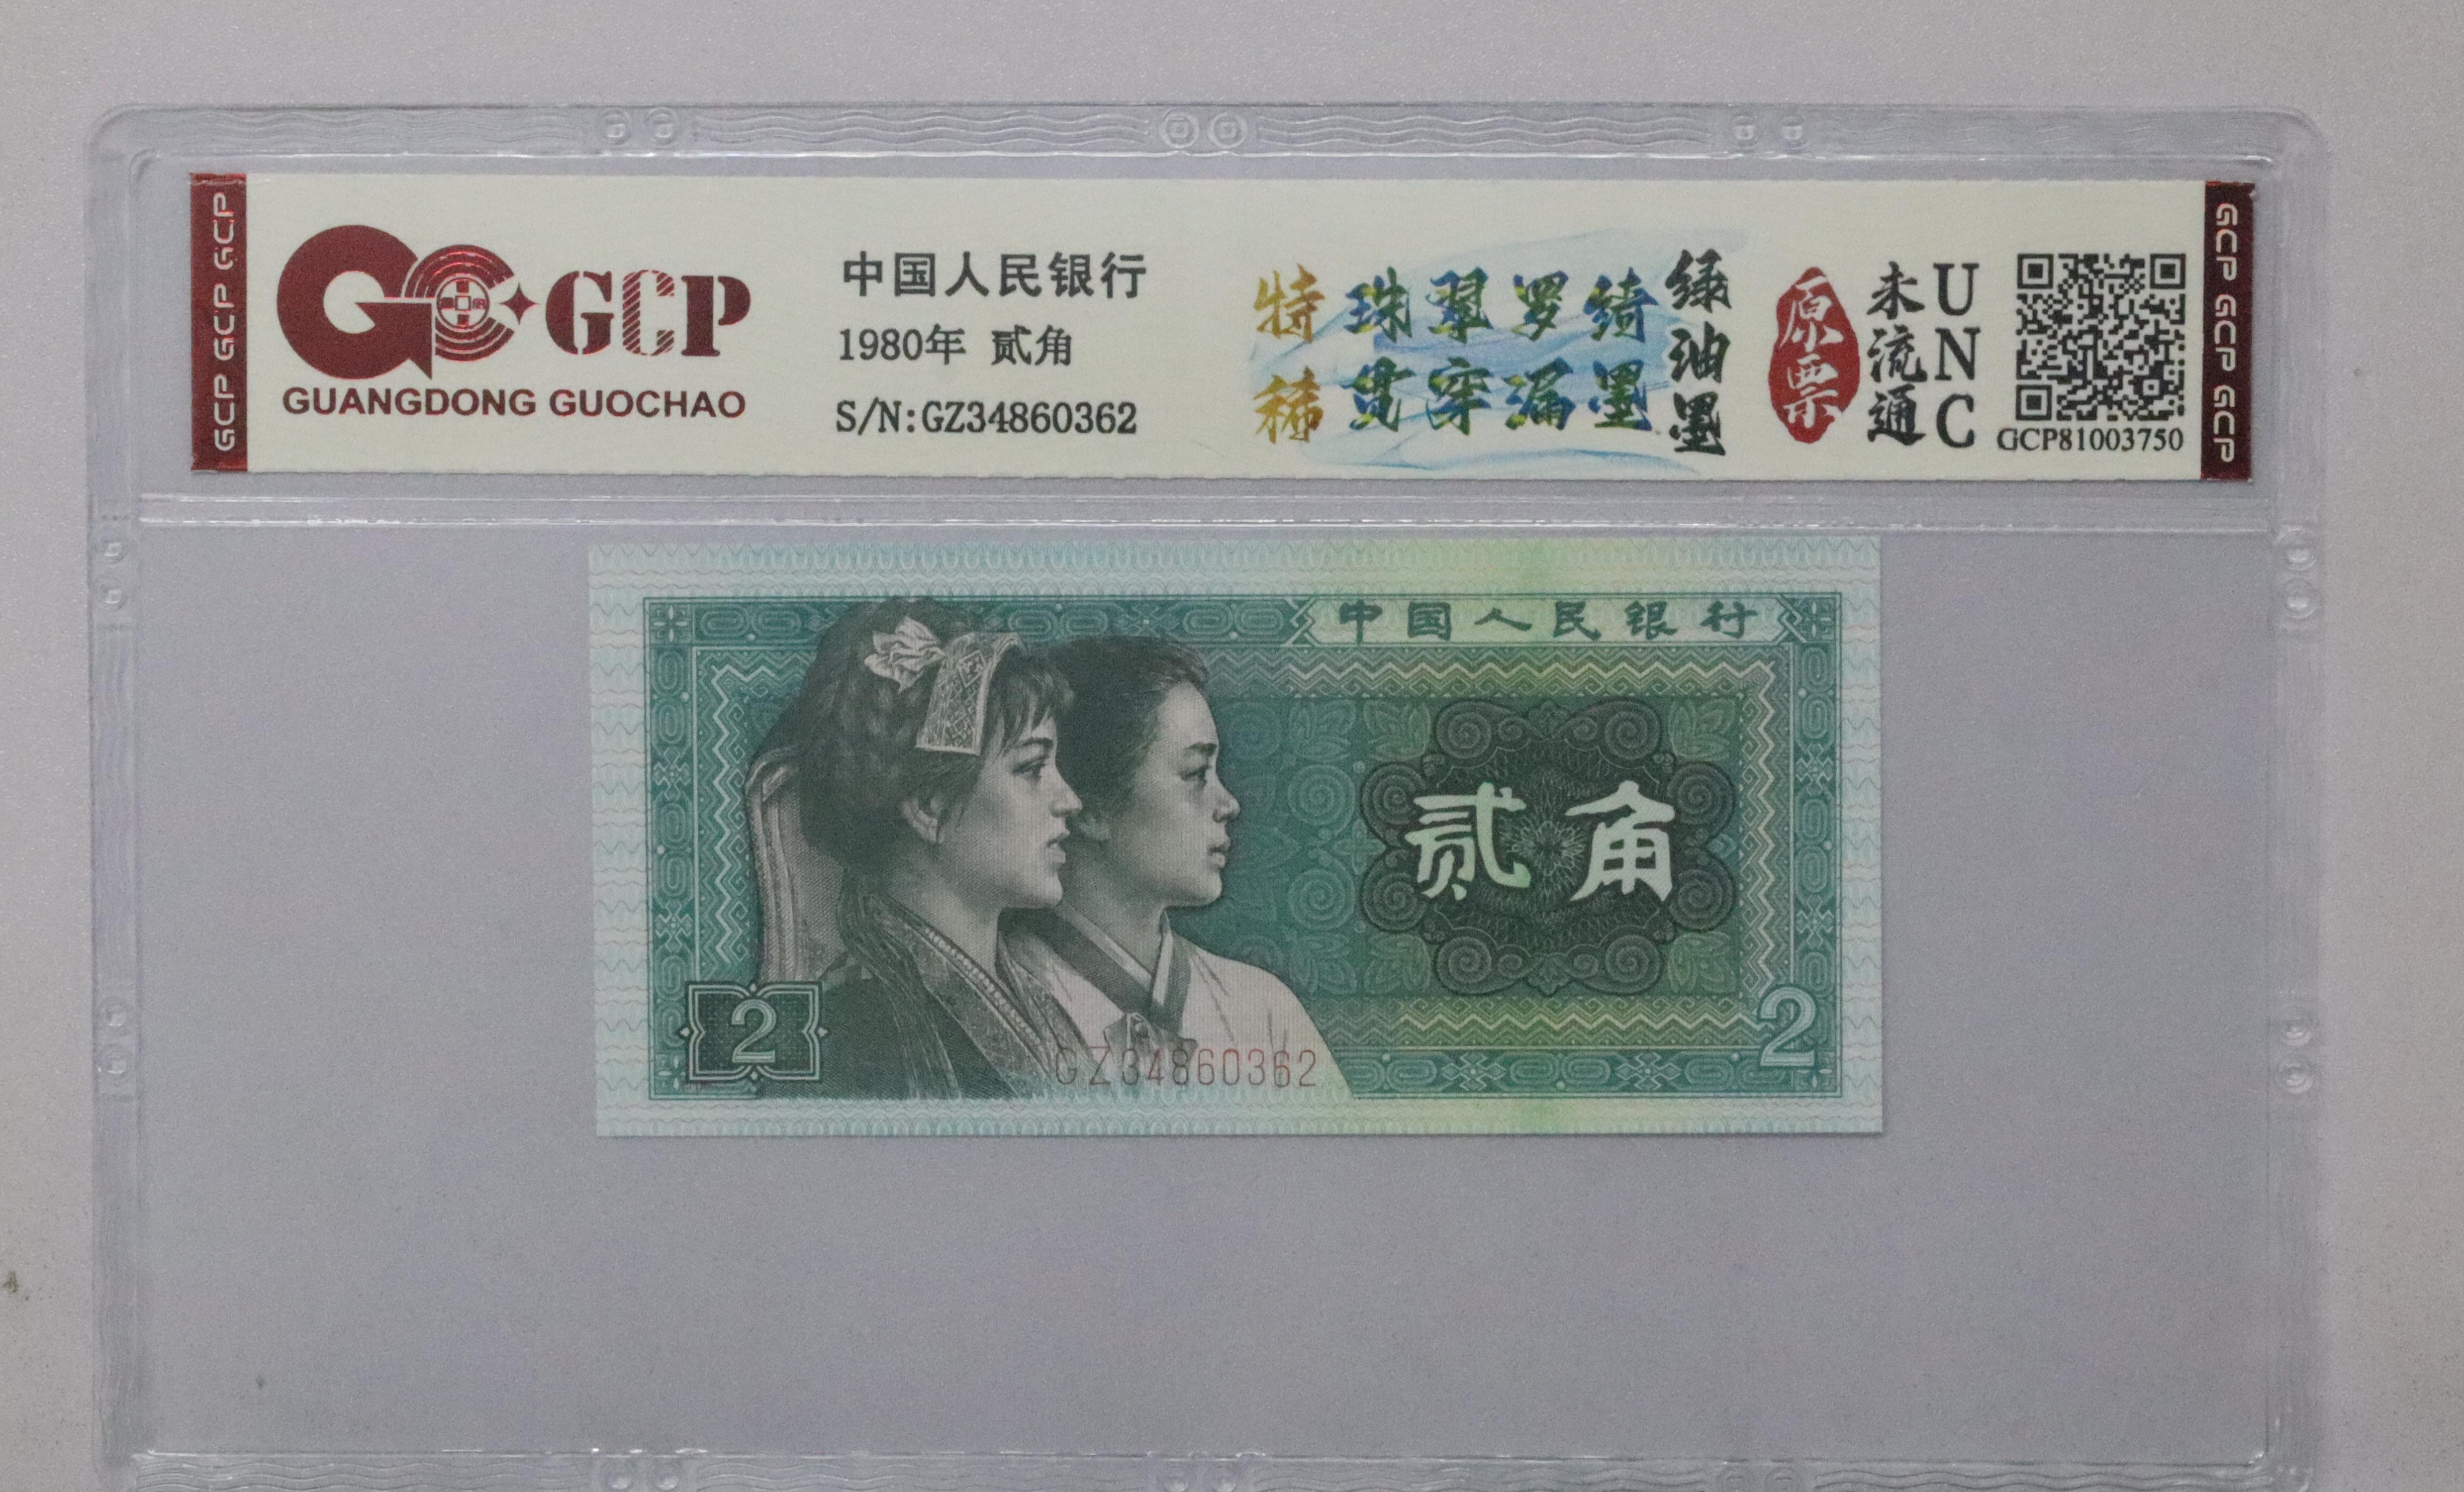 GCP GCP GCP
GCP
GUANGDONG GUOCHAO
中国人民银行
1980年 贰角
S/N:GZ34860362
特稀
珠翠罗绮
贯穿漏墨
绿油墨
原票
未流通
UNC
GCP81003750
GCP GCP GCP
中国人民银行
贰角
2
GZ34860362
2